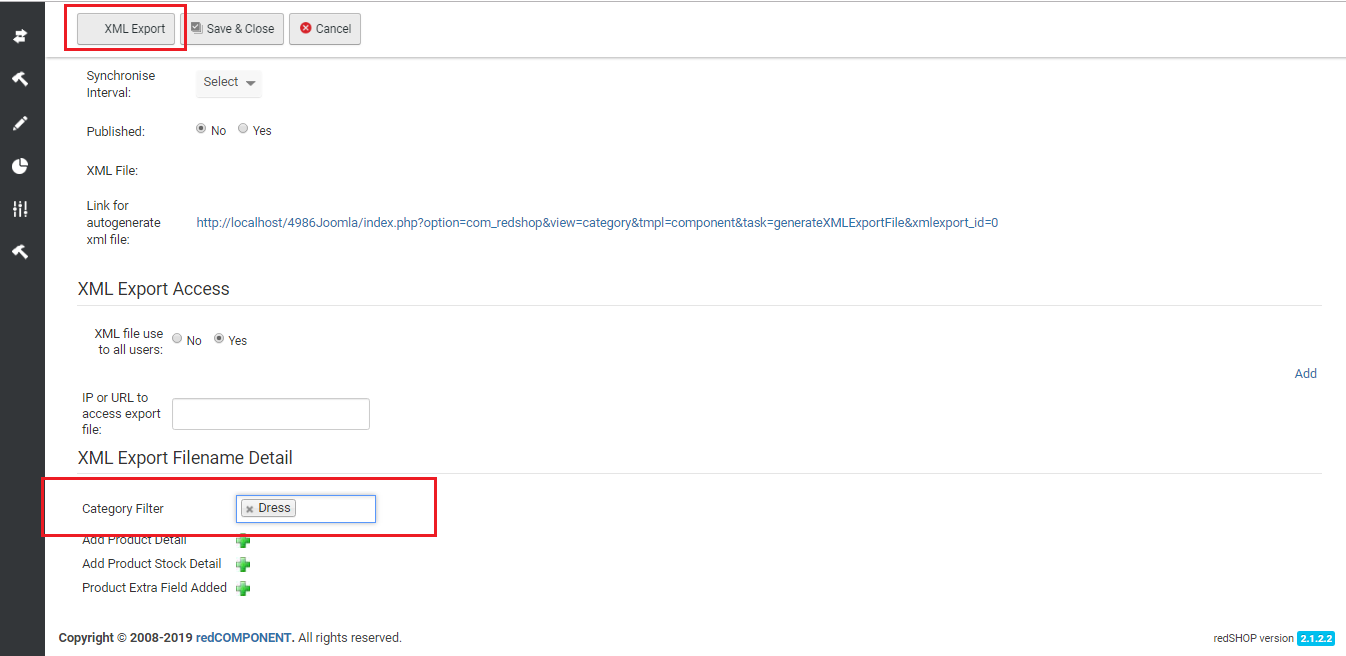 XML Export
Save & Close
Cancel
Synchronise
Interval:
Select
Published:
No
Yes
XML File:
Link for
autogenerate
xml file:
http://localhost/4986Joomla/index.php?option=com_redshop&view=category&tmpl=component&task=generateXMLExportFile&xmlexport_id=0
XML Export Access
XML file use
to all users:
No
Yes
Add
IP or URL to
access export
file:
XML Export Filename Detail
Category Filter
Dress
Add Product Detail
Add Product Stock Detail
Product Extra Field Added
Copyright © 2008-2019 redCOMPONENT. All rights reserved.
redSHOP version 2.1.2.2